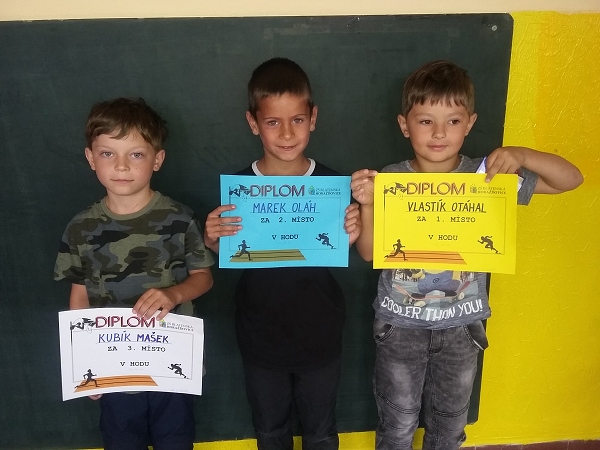 DIPLOM
KUBÍK MAŠEK
ZA 3. MÍSTO
V HODU
DIPLOM
MAREK OLÁH
ZA 2. MÍSTO
V HODU
DIPLOM
VLASTÍK OTÁHAL
ZA 1. MÍSTO
V HODU
COOLER THAN YOU!